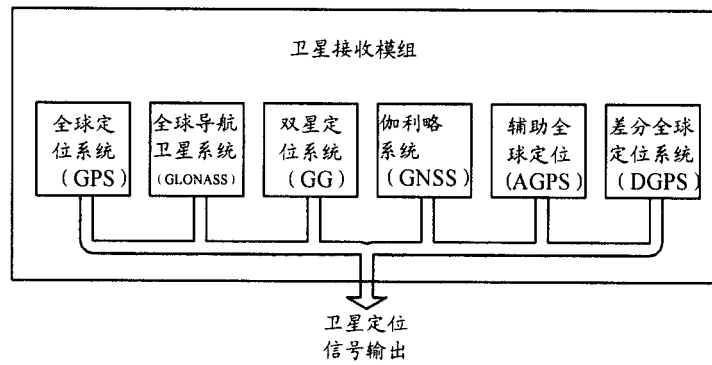 卫星接收模组
全球定
位系统
(GPS)
全球导航
卫星系统
(GLONASS)
双星定
位系统
(GG)
伽利略
系统
(GNSS)
辅助全
球定位
(AGPS)
差分全球
定位系统
(DGPS)
卫星定位
信号输出